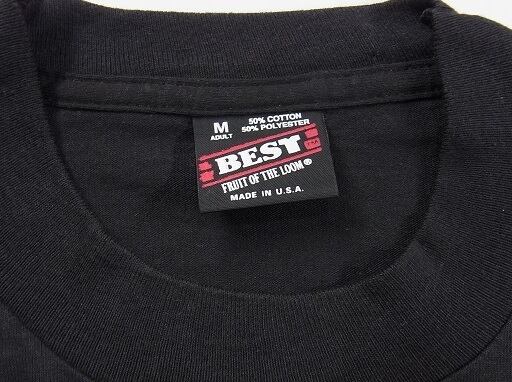 M
ADULT
50% COTTON
50% POLYESTER
BEST
FRUIT OF THE LOOM®
MADE IN U.S.A.